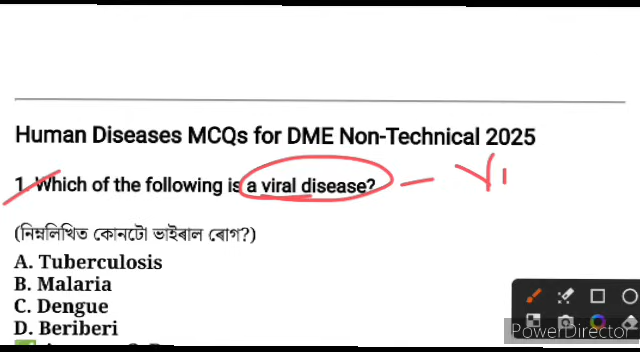 Human Diseases MCQs for DME Non-Technical 2025
1. Which of the following is a viral disease? - Vi
(নিম্নলিখিত কোনটো ভাইৰাল ৰোগ?)
A. Tuberculosis
B. Malaria
C. Dengue
D. Beriberi
PowerDirector